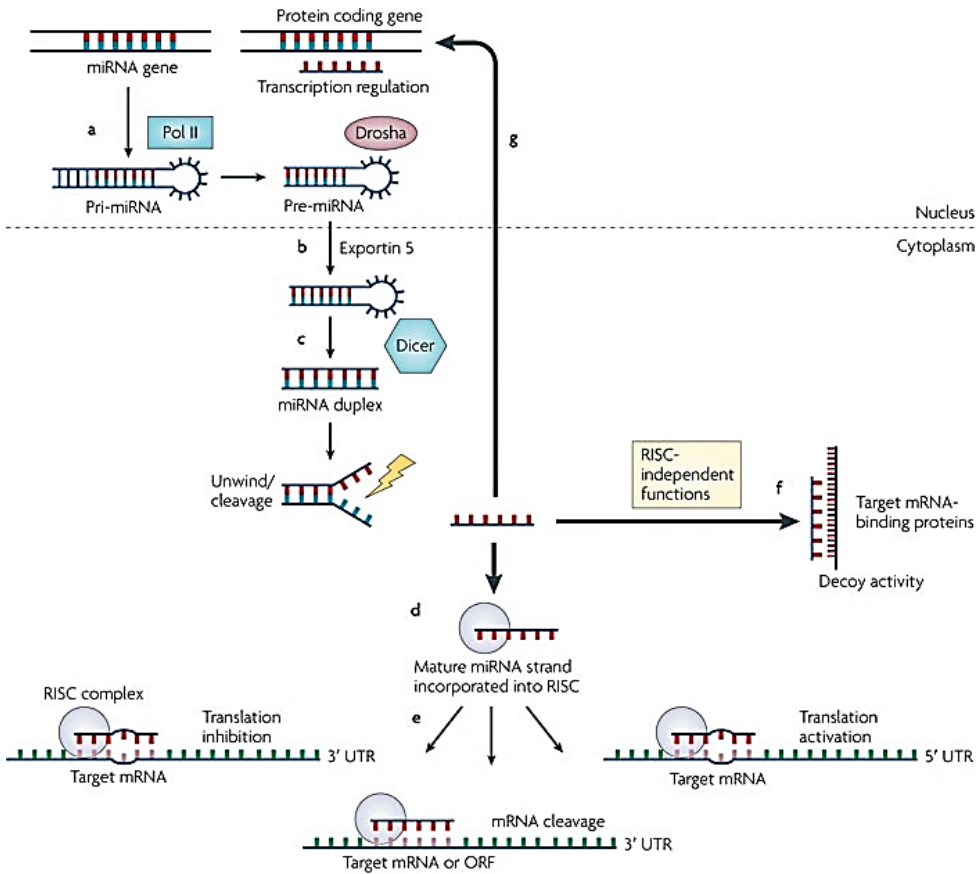 Protein coding gene
miRNA gene
Transcription regulation
a
Pol II
Drosha
g
Pri-miRNA
Pre-miRNA
Nucleus
b
Exportin 5
Cytoplasm
c
Dicer
miRNA duplex
Unwind/
cleavage
RISC-
independent
functions
f
Target mRNA-
binding proteins
Decoy activity
d
Mature miRNA strand
incorporated into RISC
e
RISC complex
Translation
inhibition
3′ UTR
Target mRNA
Translation
activation
5′ UTR
Target mRNA
mRNA cleavage
3′ UTR
Target mRNA or ORF